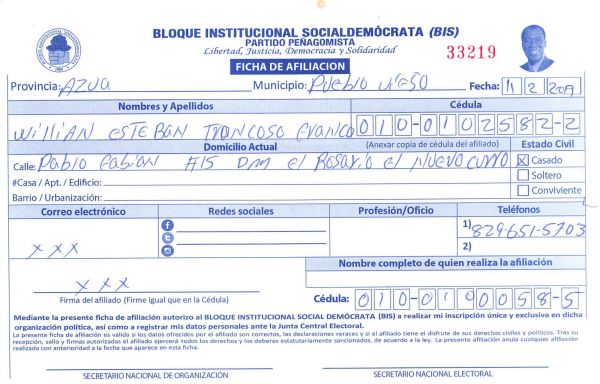 BLOQUE INSTITUCIONAL SOCIALDEMÓCRATA (BIS)
PARTIDO PEÑAGOMISTA
Libertad, Justicia, Democracia y Solidaridad
33219
FICHA DE AFILIACION
Provincia: AZUA Municipio: PUEBLO VIEJO Fecha: 11 2 2019
Nombres y Apellidos Cédula
Willian ESTEBAN TRONCOSO Franco 010-0102582-2
Domicilio Actual (Anexar copia de cédula del afiliado) Estado Civil
Calle: Pablo Fabian #15 DM el Rosario el nuevo curro X Casado
#Casa / Apt. / Edificio: Soltero
Barrio / Urbanización: Conviviente
Correo electrónico Redes sociales Profesión/Oficio Teléfonos
1) 829-651-5703
x x x 2)
Nombre completo de quien realiza la afiliación
x x x
Firma del afiliado (Firme igual que en la Cédula) Cédula: 010-0190058-5
Mediante la presente ficha de afiliación autorizo al BLOQUE INSTITUCIONAL SOCIAL DEMÓCRATA (BIS) a realizar mi inscripción única y exclusiva en dicha
organización política, así como a registrar mis datos personales ante la Junta Central Electoral.
La presente ficha de afiliación es válida si los datos ofrecidos por el afiliado son correctos, las declaraciones veraces y si el afiliado tiene el disfrute de sus derechos civiles y políticos. Tras su
recepción, sello y firmas autorizadas el afiliado ejercerá todos los derechos y los deberes estatutariamente sancionados, de acuerdo a la ley. La presente afiliación anula cualquier afiliación
realizada con anterioridad a la fecha que aparece en esta ficha.
SECRETARIO NACIONAL DE ORGANIZACIÓN SECRETARIO NACIONAL ELECTORAL